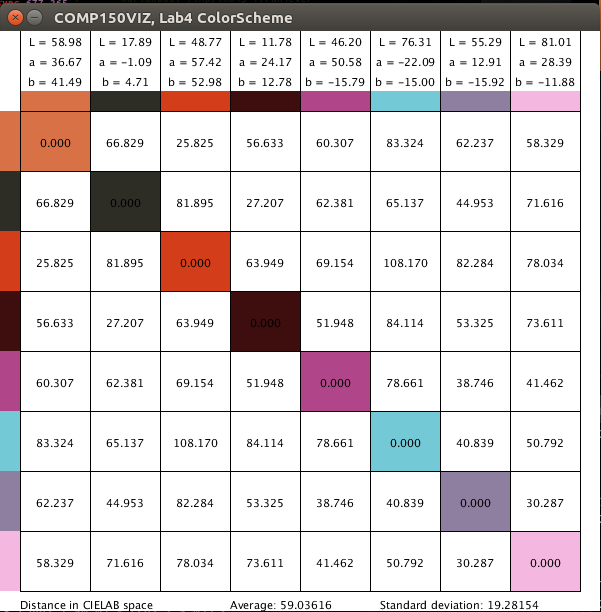 COMP150VIZ, Lab4 ColorScheme
L = 58.98 L = 17.89 L = 48.77 L = 11.78 L = 46.20 L = 76.31 L = 55.29 L = 81.01
a = 36.67 a = −1.09 a = 57.42 a = 24.17 a = 50.58 a = −22.09 a = 12.91 a = 28.39
b = 41.49 b = 4.71 b = 52.98 b = 12.78 b = −15.79 b = −15.00 b = −15.92 b = −11.88
0.000 66.829 25.825 56.633 60.307 83.324 62.237 58.329
66.829 0.000 81.895 27.207 62.381 65.137 44.953 71.616
25.825 81.895 0.000 63.949 69.154 108.170 82.284 78.034
56.633 27.207 63.949 0.000 51.948 84.114 53.325 73.611
60.307 62.381 69.154 51.948 0.000 78.661 38.746 41.462
83.324 65.137 108.170 84.114 78.661 0.000 40.839 50.792
62.237 44.953 82.284 53.325 38.746 40.839 0.000 30.287
58.329 71.616 78.034 73.611 41.462 50.792 30.287 0.000
Distance in CIELAB space Average: 59.03616 Standard deviation: 19.28154